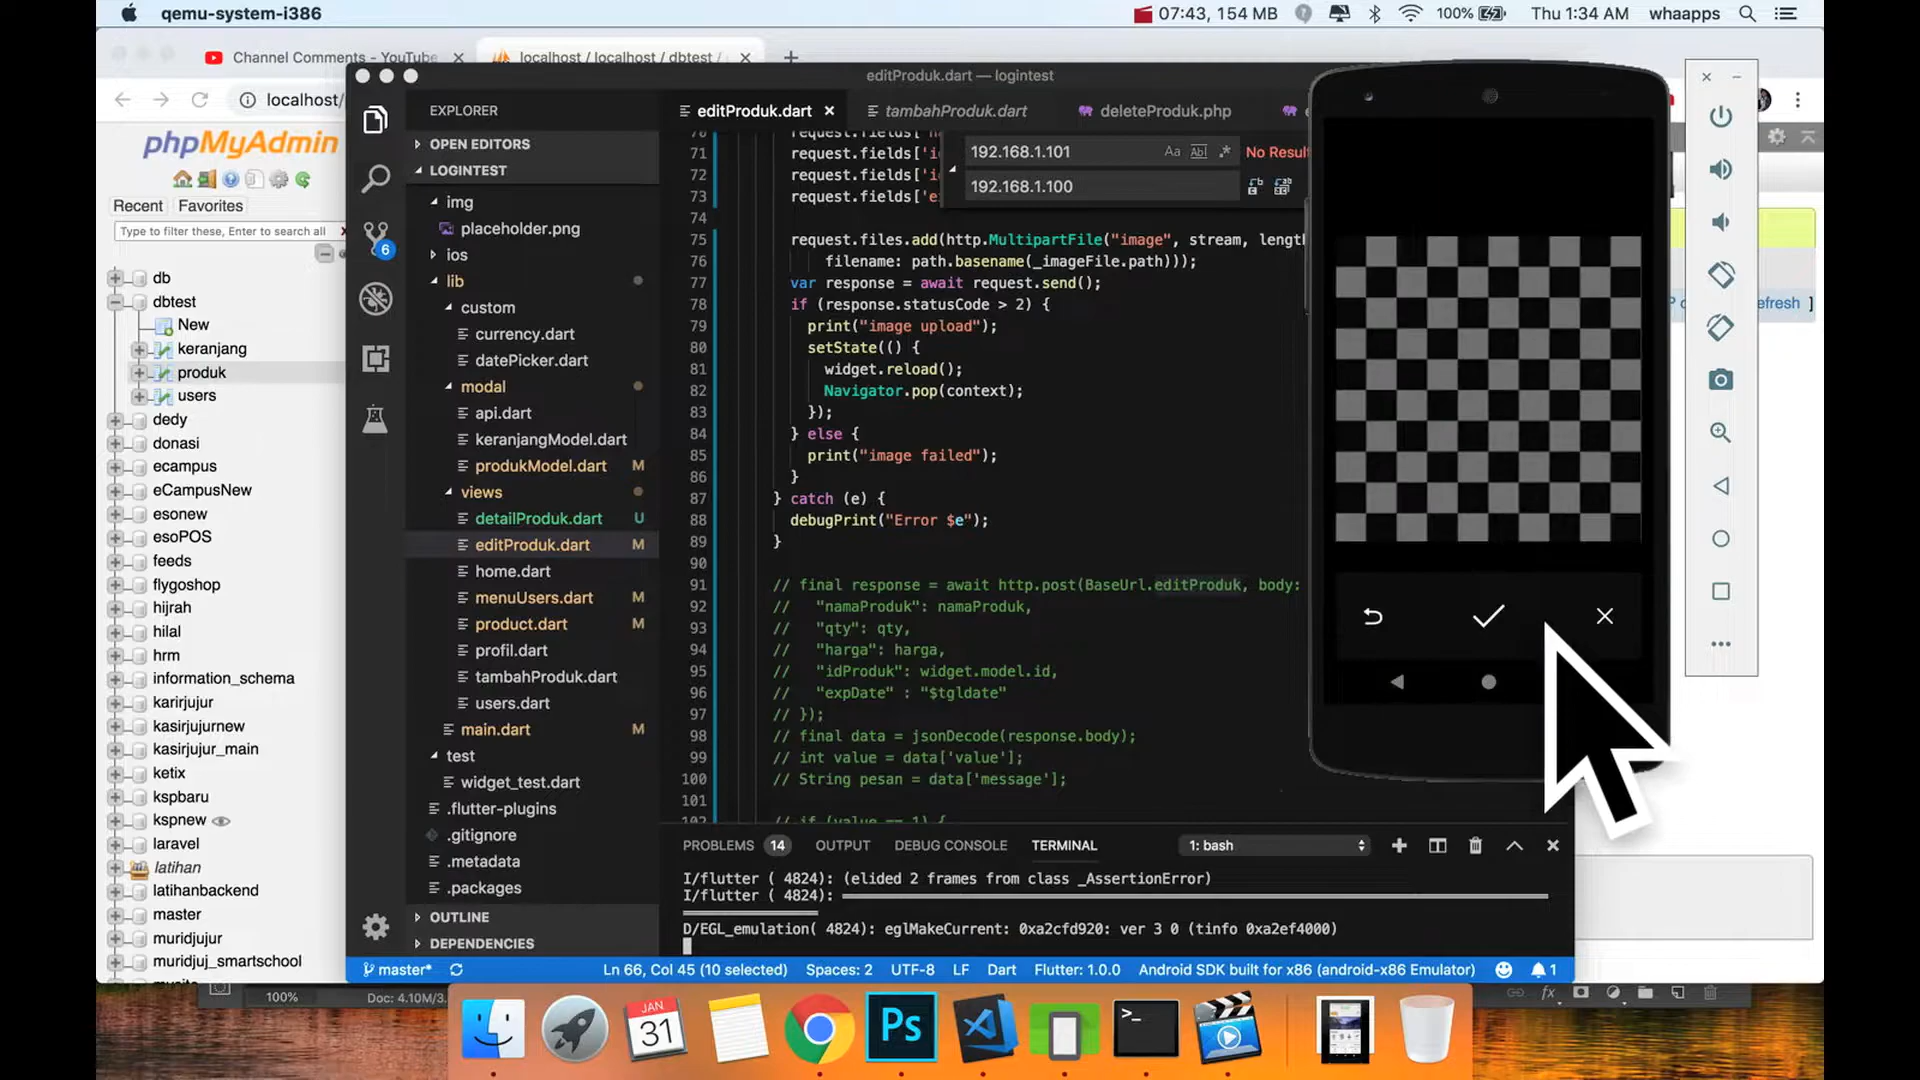 qemu-system-i386
07:43, 154 MB
100%
Thu 1:34 AM
whaapps
Channel Comments - YouTube
localhost / localhost / dbtest /
localhost/
phpMyAdmin
Recent Favorites
Type to filter these, Enter to search all X
db
dbtest
New
keranjang
produk
users
dedy
donasi
ecampus
eCampusNew
esonew
esoPOS
feeds
flygoshop
hijrah
hilal
hrm
information_schema
karirjujur
kasirjujurnew
kasirjujur_main
ketix
kspbaru
kspnew
laravel
latihan
latihanbackend
master
muridjujur
muridjuj_smartschool
editProduk.dart — logintest
EXPLORER
OPEN EDITORS
LOGINTEST
img
placeholder.png
ios
lib
custom
currency.dart
datePicker.dart
modal
api.dart
keranjangModel.dart
produkModel.dart M
views
detailProduk.dart U
editProduk.dart M
home.dart
menuUsers.dart M
product.dart M
profil.dart
tambahProduk.dart
users.dart
main.dart M
test
widget_test.dart
.flutter-plugins
.gitignore
.metadata
.packages
OUTLINE
DEPENDENCIES
6
editProduk.dart
tambahProduk.dart
deleteProduk.php
192.168.1.101 Aa Abl .* No Resul
192.168.1.100
71 request.fields['i
72 request.fields['i
73 request.fields['e
74
75 request.files.add(http.MultipartFile("image", stream, length
76 filename: path.basename(_imageFile.path)));
77 var response = await request.send();
78 if (response.statusCode > 2) {
79 print("image upload");
80 setState(() {
81 widget.reload();
82 Navigator.pop(context);
83 });
84 } else {
85 print("image failed");
86 }
87 } catch (e) {
88 debugPrint("Error $e");
89 }
90
91 // final response = await http.post(BaseUrl.editProduk, body:
92 // "namaProduk": namaProduk,
93 // "qty": qty,
94 // "harga": harga,
95 // "idProduk": widget.model.id,
96 // "expDate" : "$tgldate"
97 // });
98 // final data = jsonDecode(response.body);
99 // int value = data['value'];
100 // String pesan = data['message'];
101
102 // if (value == 1) {
PROBLEMS 14 OUTPUT DEBUG CONSOLE TERMINAL 1: bash
I/flutter ( 4824): (elided 2 frames from class _AssertionError)
I/flutter ( 4824):
D/EGL_emulation( 4824): eglMakeCurrent: 0xa2cfd920: ver 3 0 (tinfo 0xa2ef4000)
master* Ln 66, Col 45 (10 selected) Spaces: 2 UTF-8 LF Dart Flutter: 1.0.0 Android SDK built for x86 (android-x86 Emulator) 1
efresh ]
100% Doc: 4.10M/3.
fx
JAN
31
Ps
>_